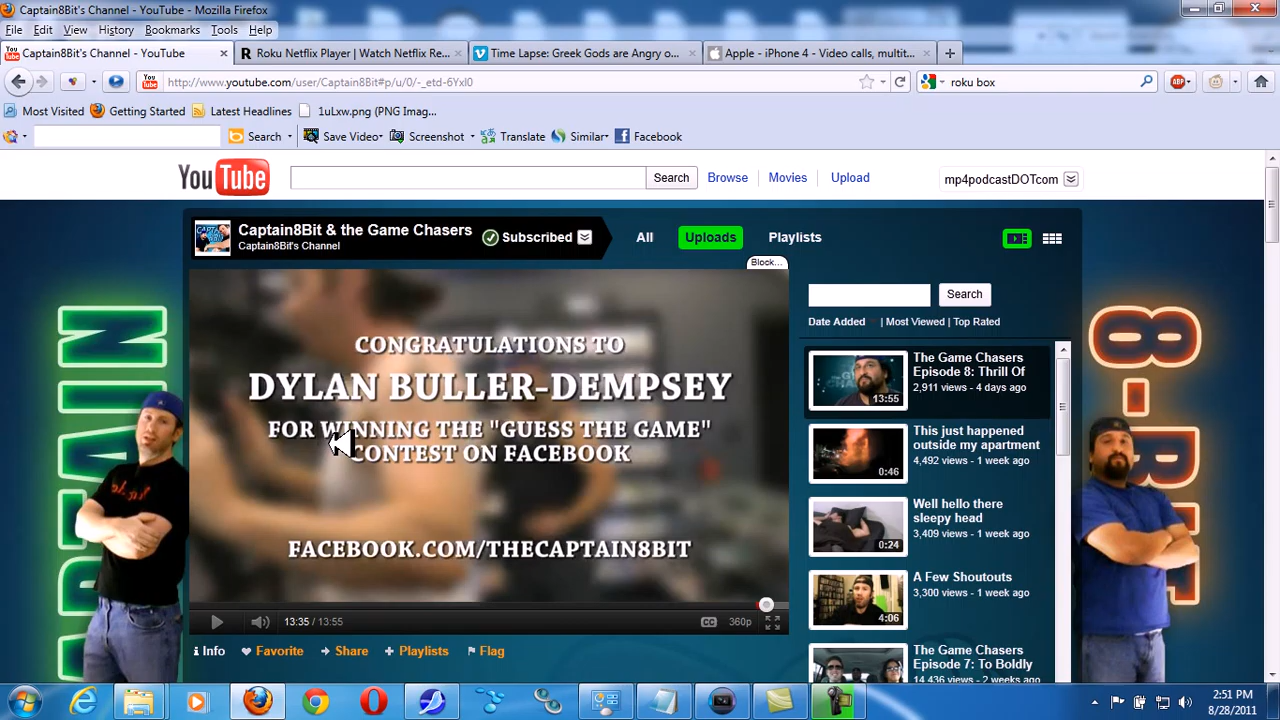 Captain8Bit's Channel - YouTube - Mozilla Firefox
File Edit View History Bookmarks Tools Help
Captain8Bit's Channel - YouTube
Roku Netflix Player | Watch Netflix Re...
Time Lapse: Greek Gods are Angry o...
Apple - iPhone 4 - Video calls, multit...
http://www.youtube.com/user/Captain8Bit#p/u/0/-_etd-6Yxl0
roku box
ABP
Most Visited Getting Started Latest Headlines 1uLxw.png (PNG Imag...
Search Save Video Screenshot Translate Similar Facebook
YouTube
Search Browse Movies Upload mp4podcastDOTcom
Captain8Bit & the Game Chasers
Captain8Bit's Channel
Subscribed
All Uploads Playlists
Block...
CONGRATULATIONS TO
DYLAN BULLER-DEMPSEY
FOR WINNING THE "GUESS THE GAME"
CONTEST ON FACEBOOK
FACEBOOK.COM/THECAPTAIN8BIT
13:35 / 13:55
CC 360p
Info Favorite Share Playlists Flag
Search
Date Added | Most Viewed | Top Rated
The Game Chasers
Episode 8: Thrill Of
2,911 views - 4 days ago
13:55
This just happened
outside my apartment
4,492 views - 1 week ago
0:46
Well hello there
sleepy head
3,409 views - 1 week ago
0:24
A Few Shoutouts
3,300 views - 1 week ago
4:06
The Game Chasers
Episode 7: To Boldly
14,436 views - 2 weeks ago
CAPTAIN
8-BIT
2:51 PM
8/28/2011